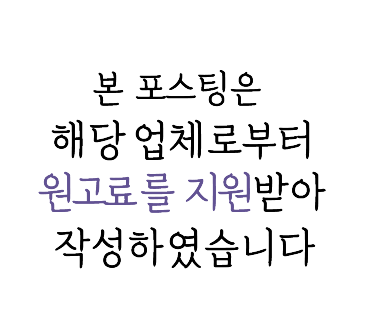 본 포스팅은
해당 업체로부터
원고료를 지원받아
작성하였습니다